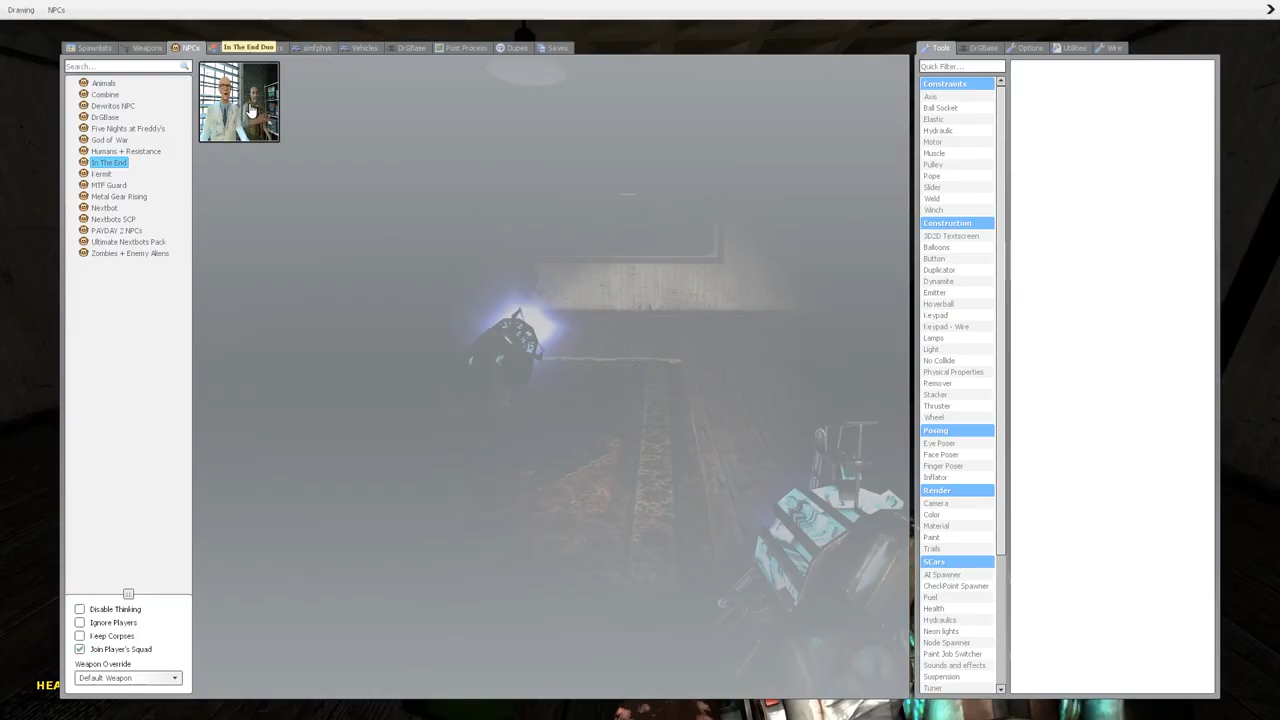 Drawing NPCs
Spawnlists Weapons NPCs In The End Duo simfphys Vehicles DrGBase Post Process Dupes Saves
Tools DrGBase Options Utilities Wire
Search...
Animals
Combine
Dewritos NPC
DrGBase
Five Nights at Freddy's
God of War
Humans + Resistance
In The End
Kermit
MTF Guard
Metal Gear Rising
Nextbot
Nextbots SCP
PAYDAY 2 NPCs
Ultimate Nextbots Pack
Zombies + Enemy Aliens
Disable Thinking
Ignore Players
Keep Corpses
Join Player's Squad
Weapon Override
Default Weapon
HEA
Quick Filter...
Constraints
Axis
Ball Socket
Elastic
Hydraulic
Motor
Muscle
Pulley
Rope
Slider
Weld
Winch
Construction
3D2D Textscreen
Balloons
Button
Duplicator
Dynamite
Emitter
Hoverball
Keypad
Keypad - Wire
Lamps
Light
No Collide
Physical Properties
Remover
Stacker
Thruster
Wheel
Posing
Eye Poser
Face Poser
Finger Poser
Inflator
Render
Camera
Color
Material
Paint
Trails
SCars
AI Spawner
CheckPoint Spawner
Fuel
Health
Hydraulics
Neon lights
Node Spawner
Paint Job Switcher
Sounds and effects
Suspension
Tuner